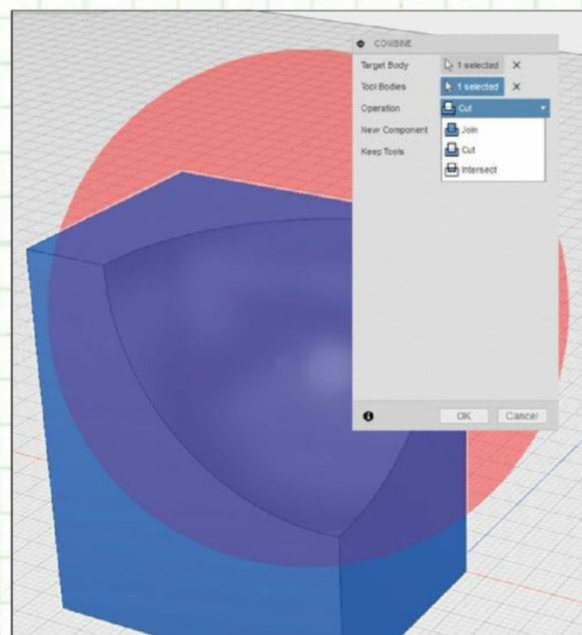 COMBINE
Target Body 1 selected ×
Tool Bodies 1 selected ×
Operation Cut
Join
New Component
Cut
Keep Tools
Intersect
OK Cancel